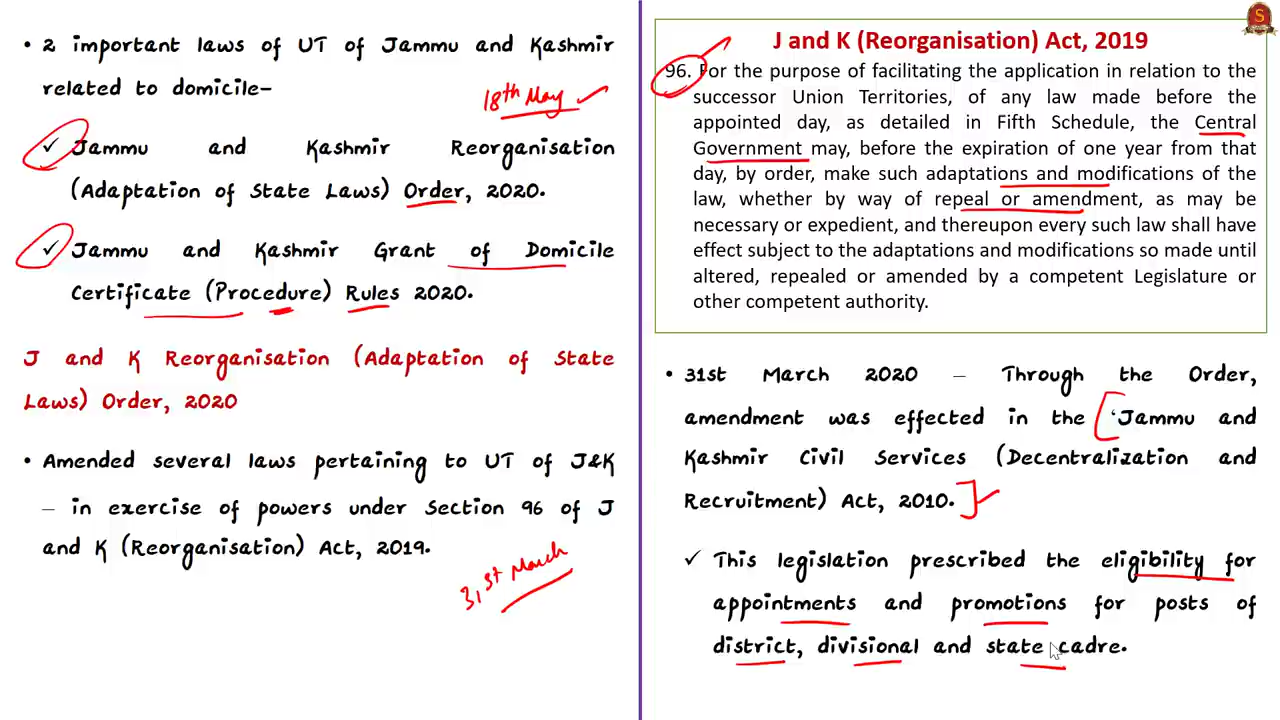 • 2 important laws of UT of Jammu and Kashmir
related to domicile-
18th May
✓ Jammu and Kashmir Reorganisation
(Adaptation of State Laws) Order, 2020.
✓ Jammu and Kashmir Grant of Domicile
Certificate (Procedure) Rules 2020.
J and K Reorganisation (Adaptation of State
Laws) Order, 2020
• Amended several laws pertaining to UT of J&K
– in exercise of powers under Section 96 of J
and K (Reorganisation) Act, 2019.
31st March
S
J and K (Reorganisation) Act, 2019
96. For the purpose of facilitating the application in relation to the
successor Union Territories, of any law made before the
appointed day, as detailed in Fifth Schedule, the Central
Government may, before the expiration of one year from that
day, by order, make such adaptations and modifications of the
law, whether by way of repeal or amendment, as may be
necessary or expedient, and thereupon every such law shall have
effect subject to the adaptations and modifications so made until
altered, repealed or amended by a competent Legislature or
other competent authority.
• 31st March 2020 – Through the Order,
amendment was effected in the ‘Jammu and
Kashmir Civil Services (Decentralization and
Recruitment) Act, 2010.
✓ This legislation prescribed the eligibility for
appointments and promotions for posts of
district, divisional and state cadre.